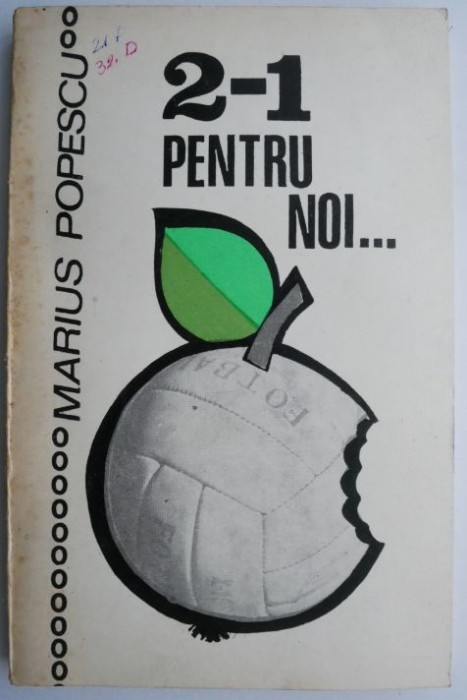 MARIUS POPESCU
2-1
PENTRU
NOI...
FOTBAL